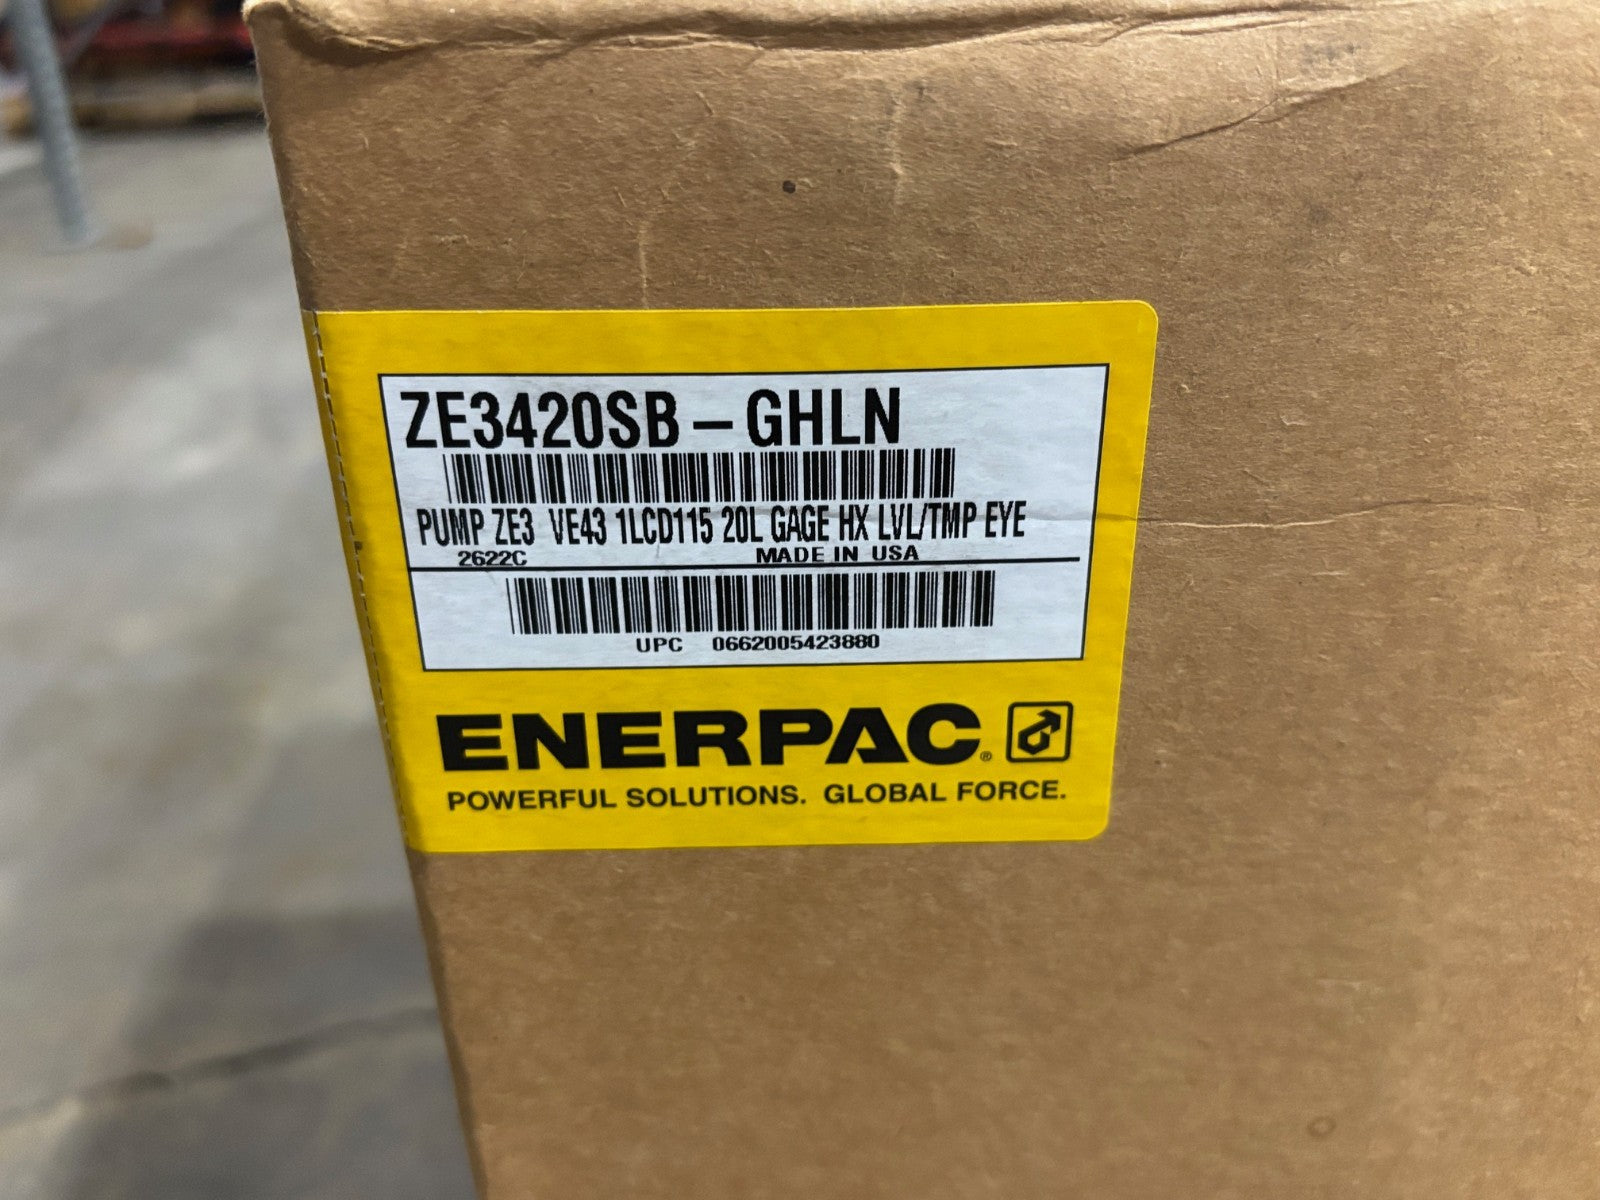 ZE3420SB-GHLN
PUMP ZE3 VE43 1LCD115 20L GAGE HX LVL/TMP EYE
2622C MADE IN USA
UPC 0662005423880
ENERPAC®
POWERFUL SOLUTIONS. GLOBAL FORCE.